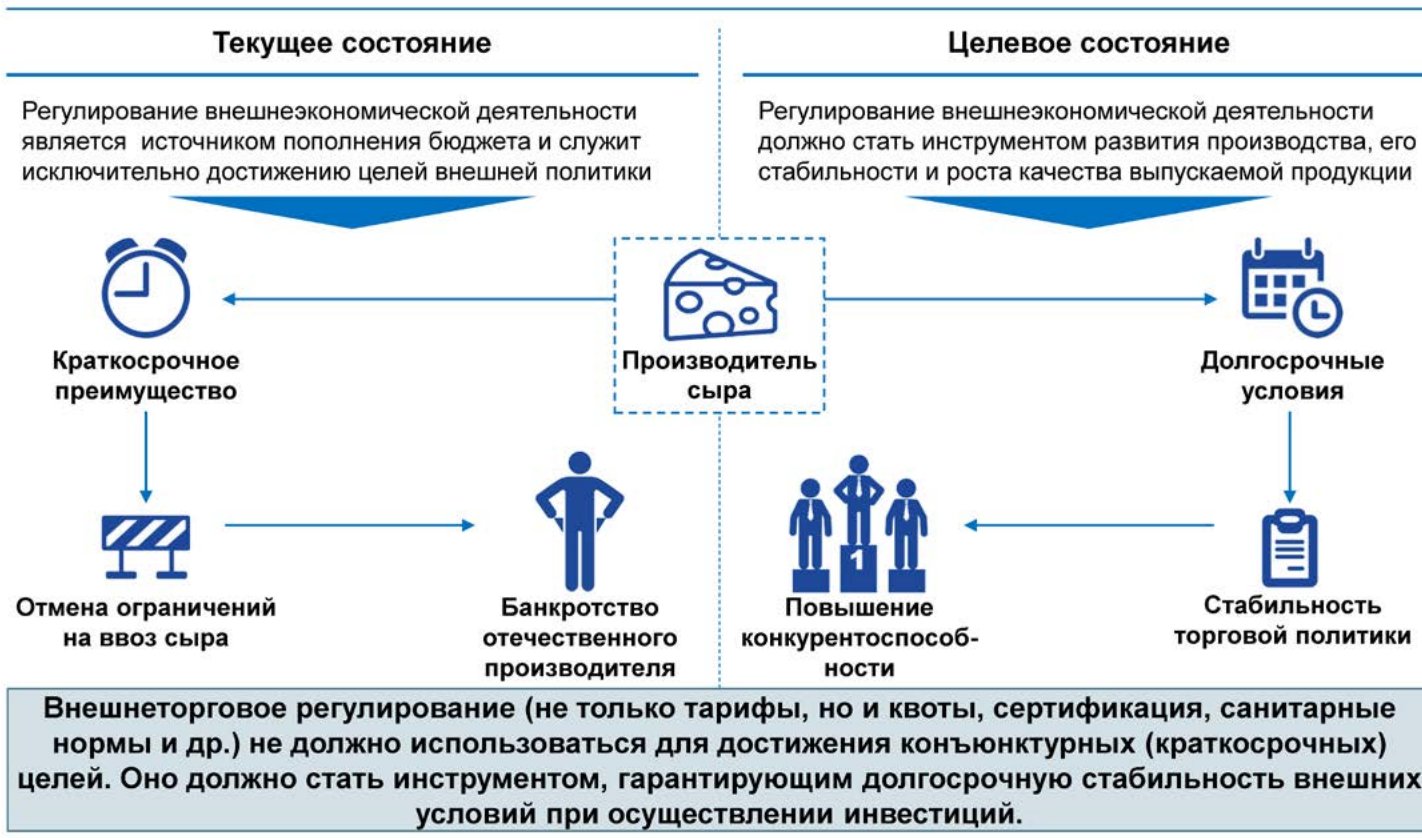 Текущее состояние
Целевое состояние
Регулирование внешнеэкономической деятельности
является источником пополнения бюджета и служит
исключительно достижению целей внешней политики
Регулирование внешнеэкономической деятельности
должно стать инструментом развития производства, его
стабильности и роста качества выпускаемой продукции
Краткосрочное
преимущество
Производитель
сыра
Долгосрочные
условия
1
Отмена ограничений
на ввоз сыра
Банкротство
отечественного
производителя
Повышение
конкурентоспособ-
ности
Стабильность
торговой политики
Внешнеторговое регулирование (не только тарифы, но и квоты, сертификация, санитарные
нормы и др.) не должно использоваться для достижения конъюнктурных (краткосрочных)
целей. Оно должно стать инструментом, гарантирующим долгосрочную стабильность внешних
условий при осуществлении инвестиций.